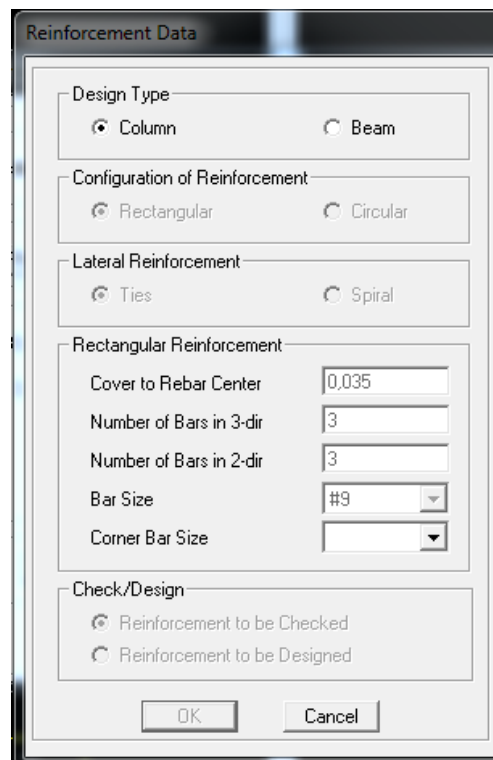 Reinforcement Data
Design Type
Column Beam
Configuration of Reinforcement
Rectangular Circular
Lateral Reinforcement
Ties Spiral
Rectangular Reinforcement
Cover to Rebar Center 0,035
Number of Bars in 3-dir 3
Number of Bars in 2-dir 3
Bar Size #9
Corner Bar Size
Check/Design
Reinforcement to be Checked
Reinforcement to be Designed
OK Cancel